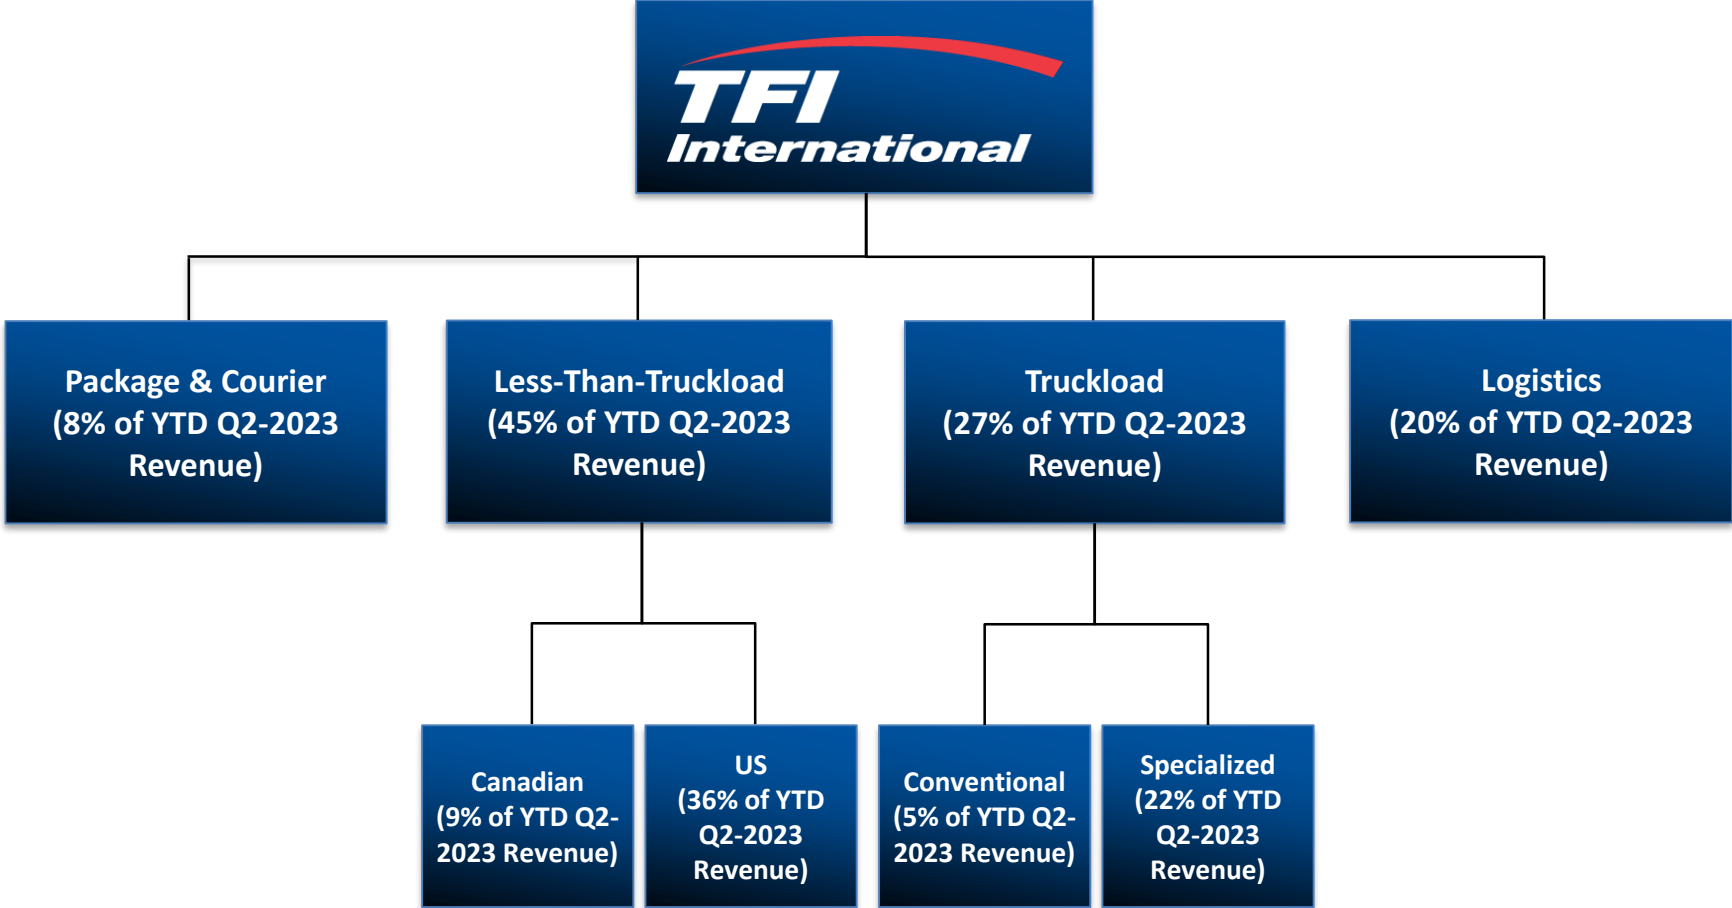 TFI
International
Package & Courier
(8% of YTD Q2-2023
Revenue)
Less-Than-Truckload
(45% of YTD Q2-2023
Revenue)
Truckload
(27% of YTD Q2-2023
Revenue)
Logistics
(20% of YTD Q2-2023
Revenue)
Canadian
(9% of YTD Q2-
2023 Revenue)
US
(36% of YTD
Q2-2023
Revenue)
Conventional
(5% of YTD Q2-
2023 Revenue)
Specialized
(22% of YTD
Q2-2023
Revenue)